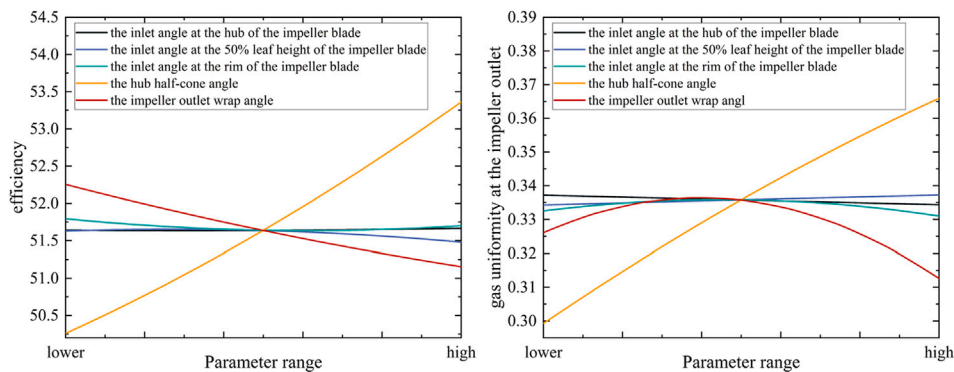 54.5
54.0
53.5
53.0
52.5
52.0
51.5
51.0
50.5
efficiency
the inlet angle at the hub of the impeller blade
the inlet angle at the 50% leaf height of the impeller blade
the inlet angle at the rim of the impeller blade
the hub half-cone angle
the impeller outlet wrap angle
lower
high
Parameter range
0.39
0.38
0.37
0.36
0.35
0.34
0.33
0.32
0.31
0.30
gas uniformity at the impeller outlet
the inlet angle at the hub of the impeller blade
the inlet angle at the 50% leaf height of the impeller blade
the inlet angle at the rim of the impeller blade
the hub half-cone angle
the impeller outlet wrap angl
lower
high
Parameter range